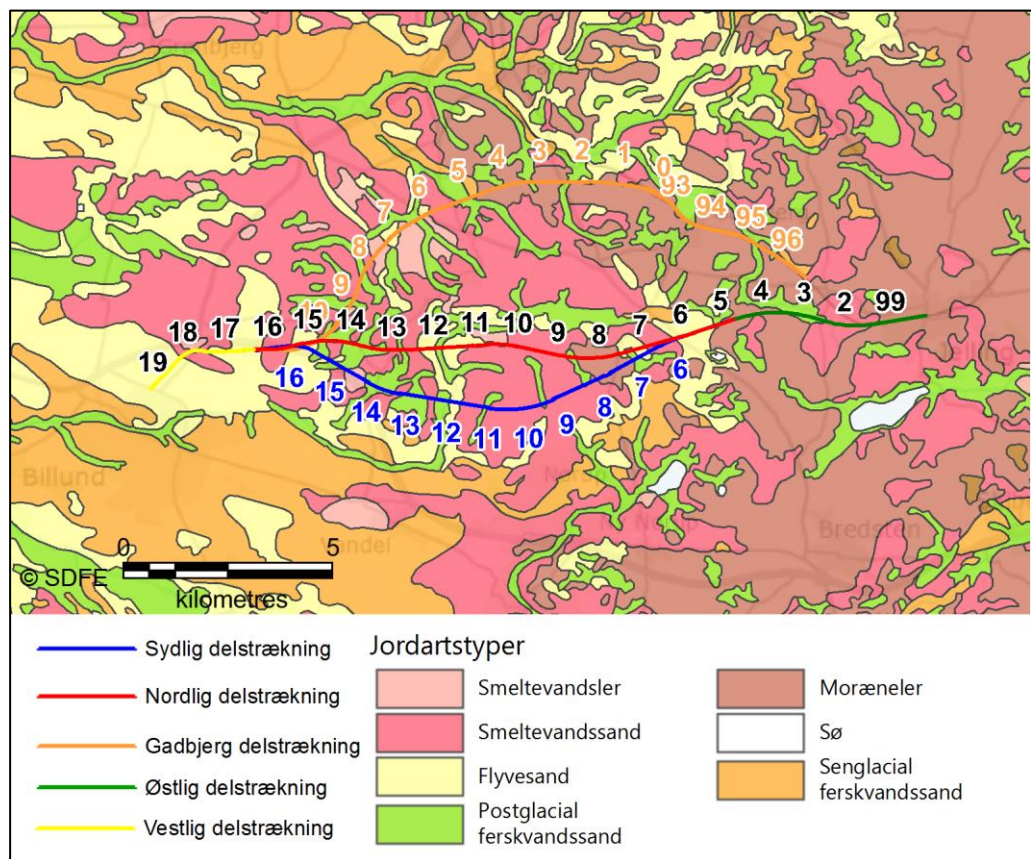 6
5
4
3
2
1
0
93
94
95
96
7
8
9
10
19
18
17
16
15
14
13
12
11
10
9
8
7
6
5
4
3
2
99
16
15
14
13
12
11
10
9
8
7
6
Jelling
Billund
Vandel
Bredsten
0 5
kilometres
© SDFE
Sydlig delstrækning
Nordlig delstrækning
Gadbjerg delstrækning
Østlig delstrækning
Vestlig delstrækning
Jordartstyper
Smeltevandsler
Smeltevandssand
Flyvesand
Postglacial
ferskvandssand
Moræneler
Sø
Senglacial
ferskvandssand